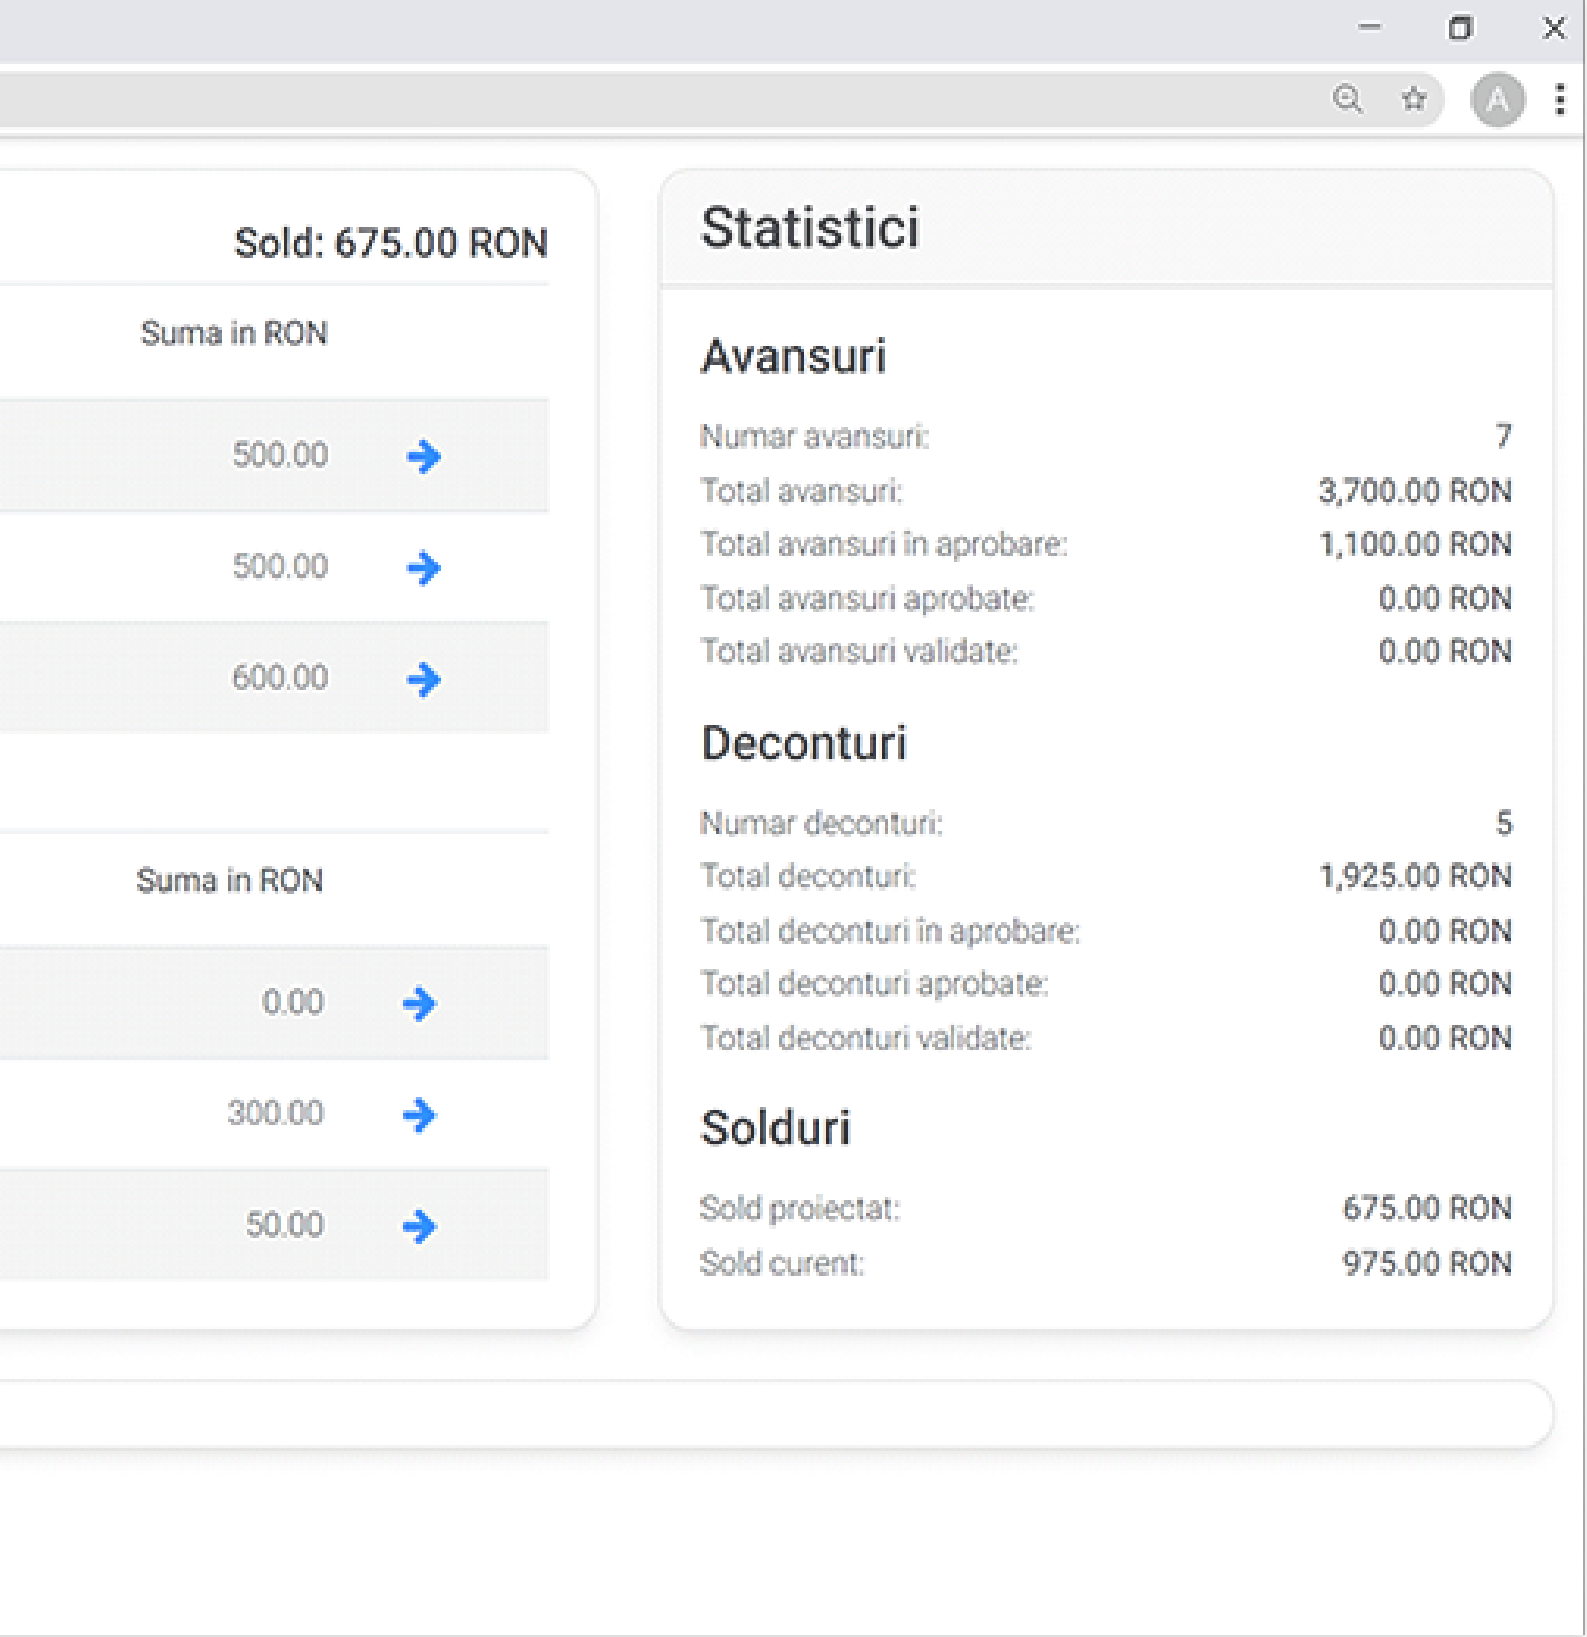 A
Sold: 675.00 RON
Suma in RON
500.00
500.00
600.00
Suma in RON
0.00
300.00
50.00
Statistici
Avansuri
Numar avansuri: 7
Total avansuri: 3,700.00 RON
Total avansuri în aprobare: 1,100.00 RON
Total avansuri aprobate: 0.00 RON
Total avansuri validate: 0.00 RON
Deconturi
Numar deconturi: 5
Total deconturi: 1,925.00 RON
Total deconturi în aprobare: 0.00 RON
Total deconturi aprobate: 0.00 RON
Total deconturi validate: 0.00 RON
Solduri
Sold proiectat: 675.00 RON
Sold curent: 975.00 RON